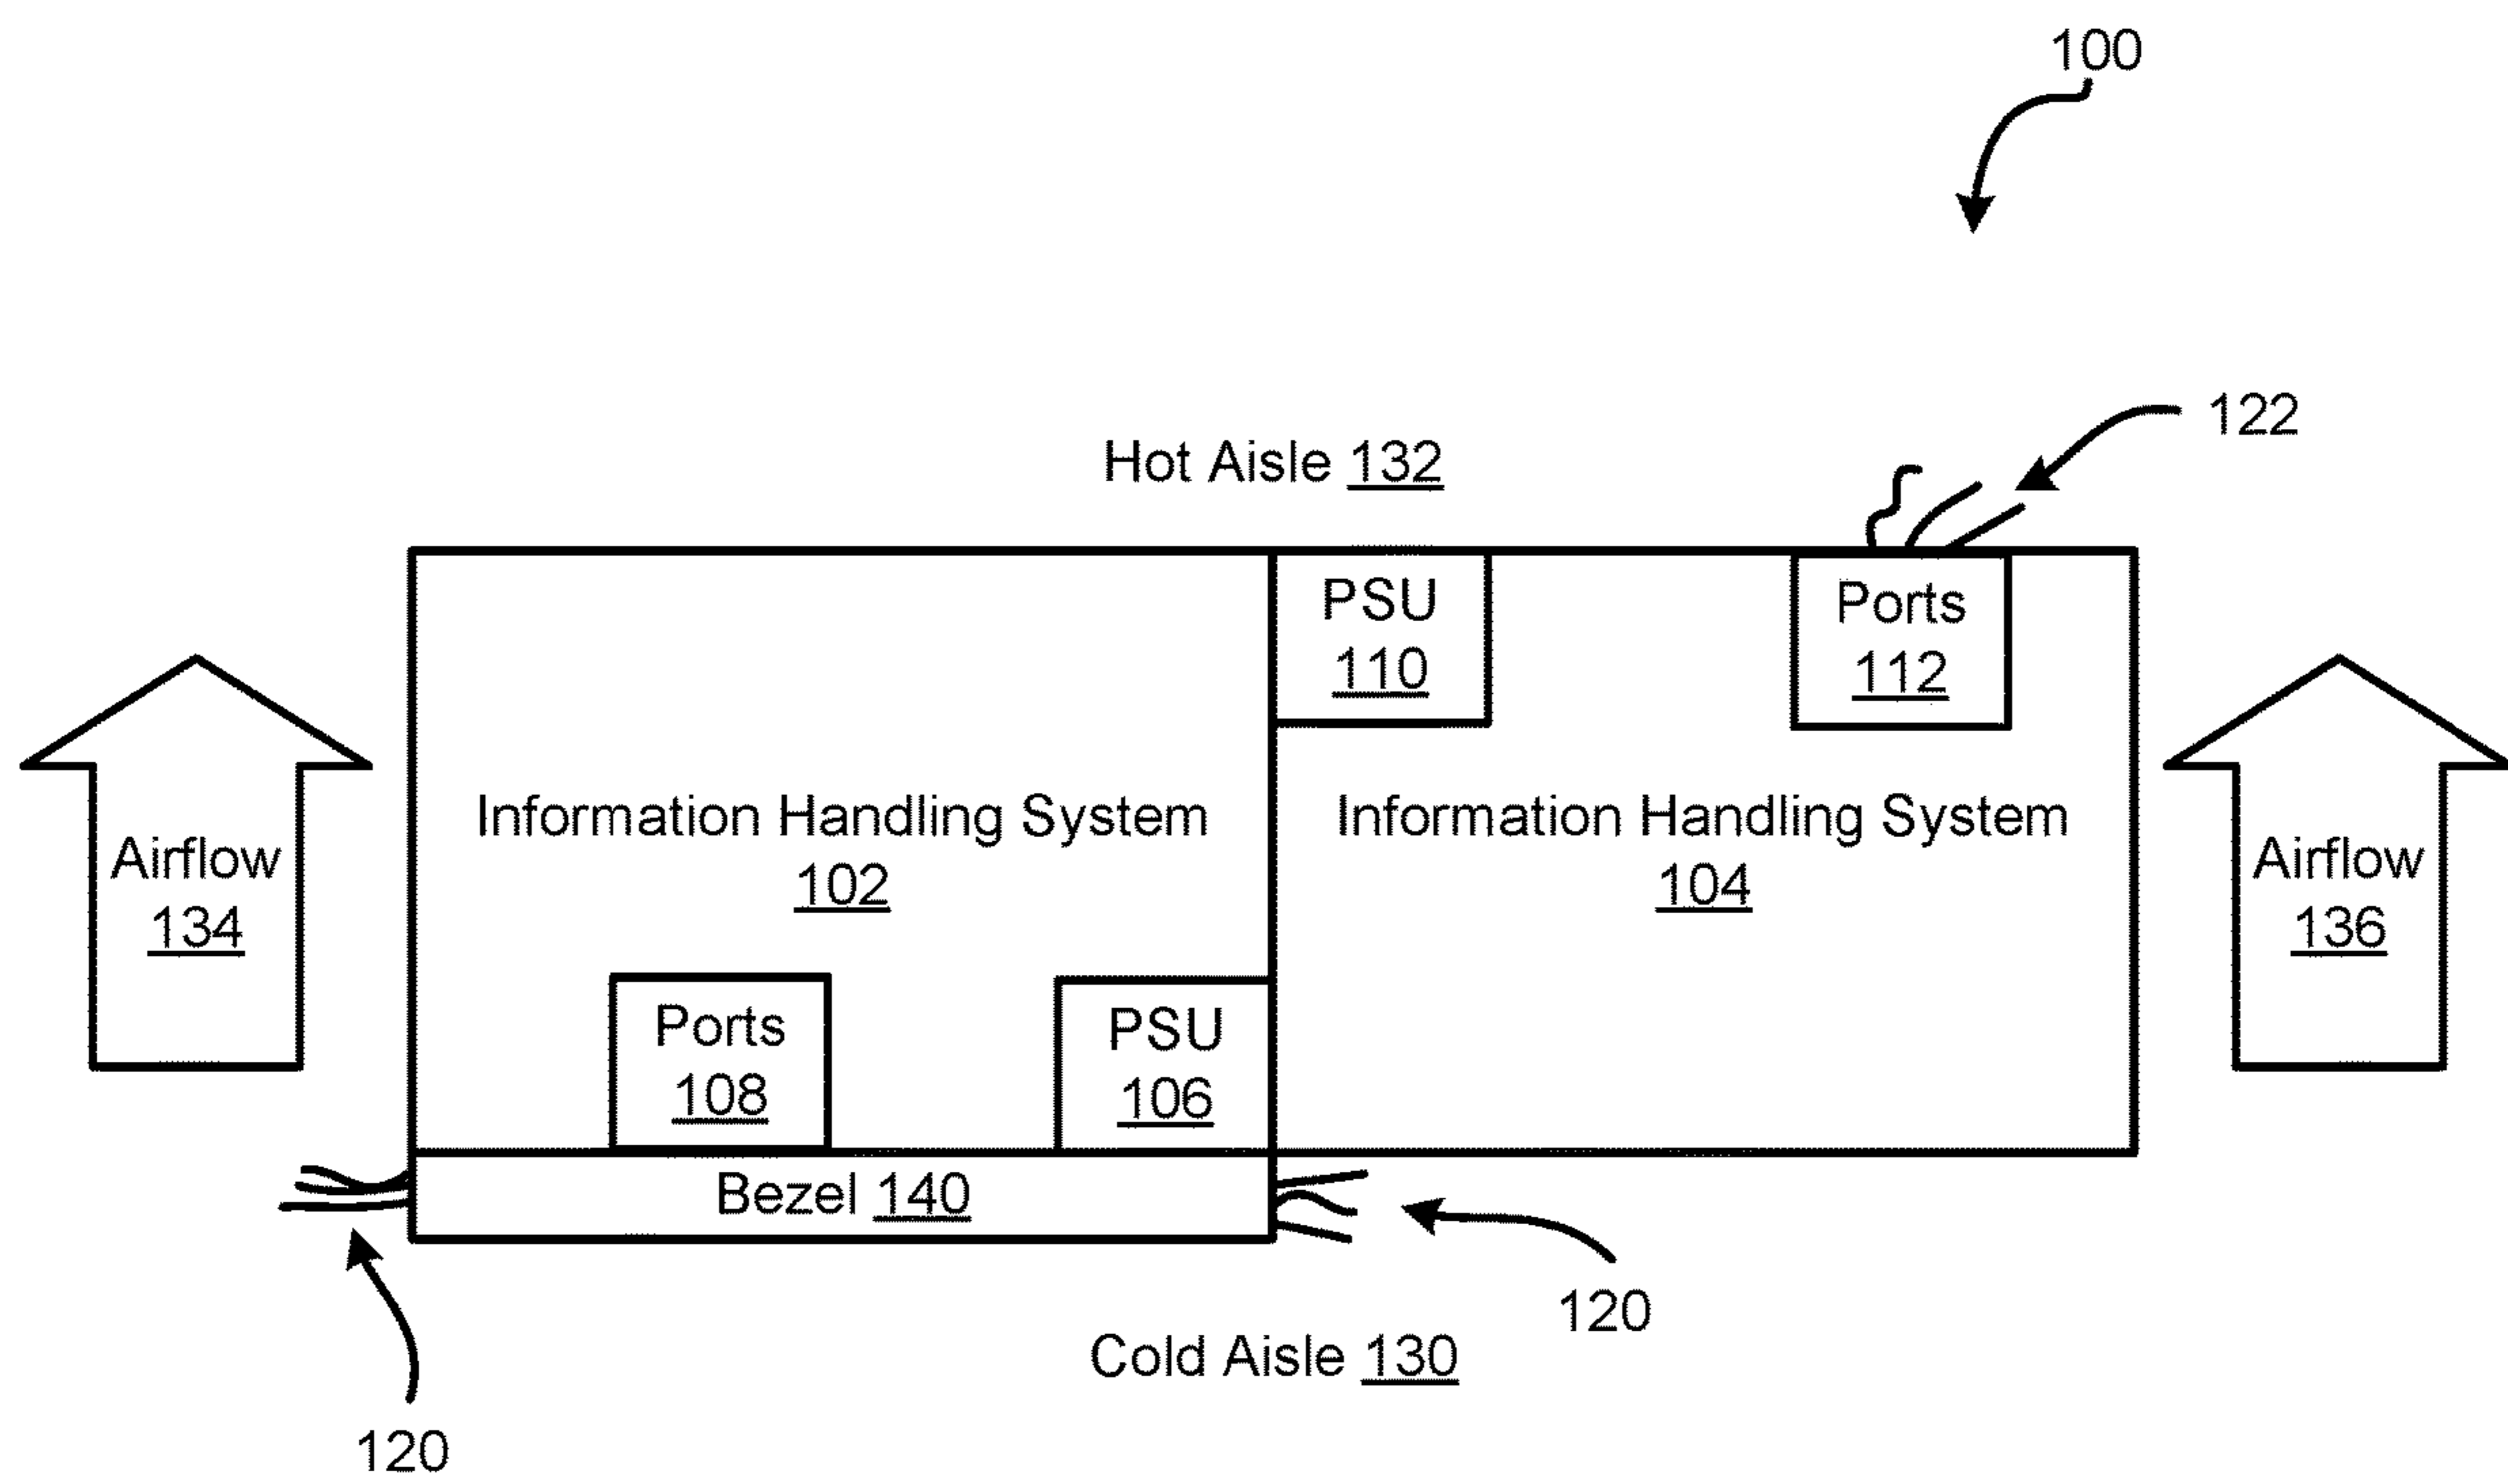 100
122
Hot Aisle 132
PSU
110
Ports
112
Information Handling System
102
Information Handling System
104
Airflow
134
Airflow
136
Ports
108
PSU
106
Bezel 140
120
Cold Aisle 130
120